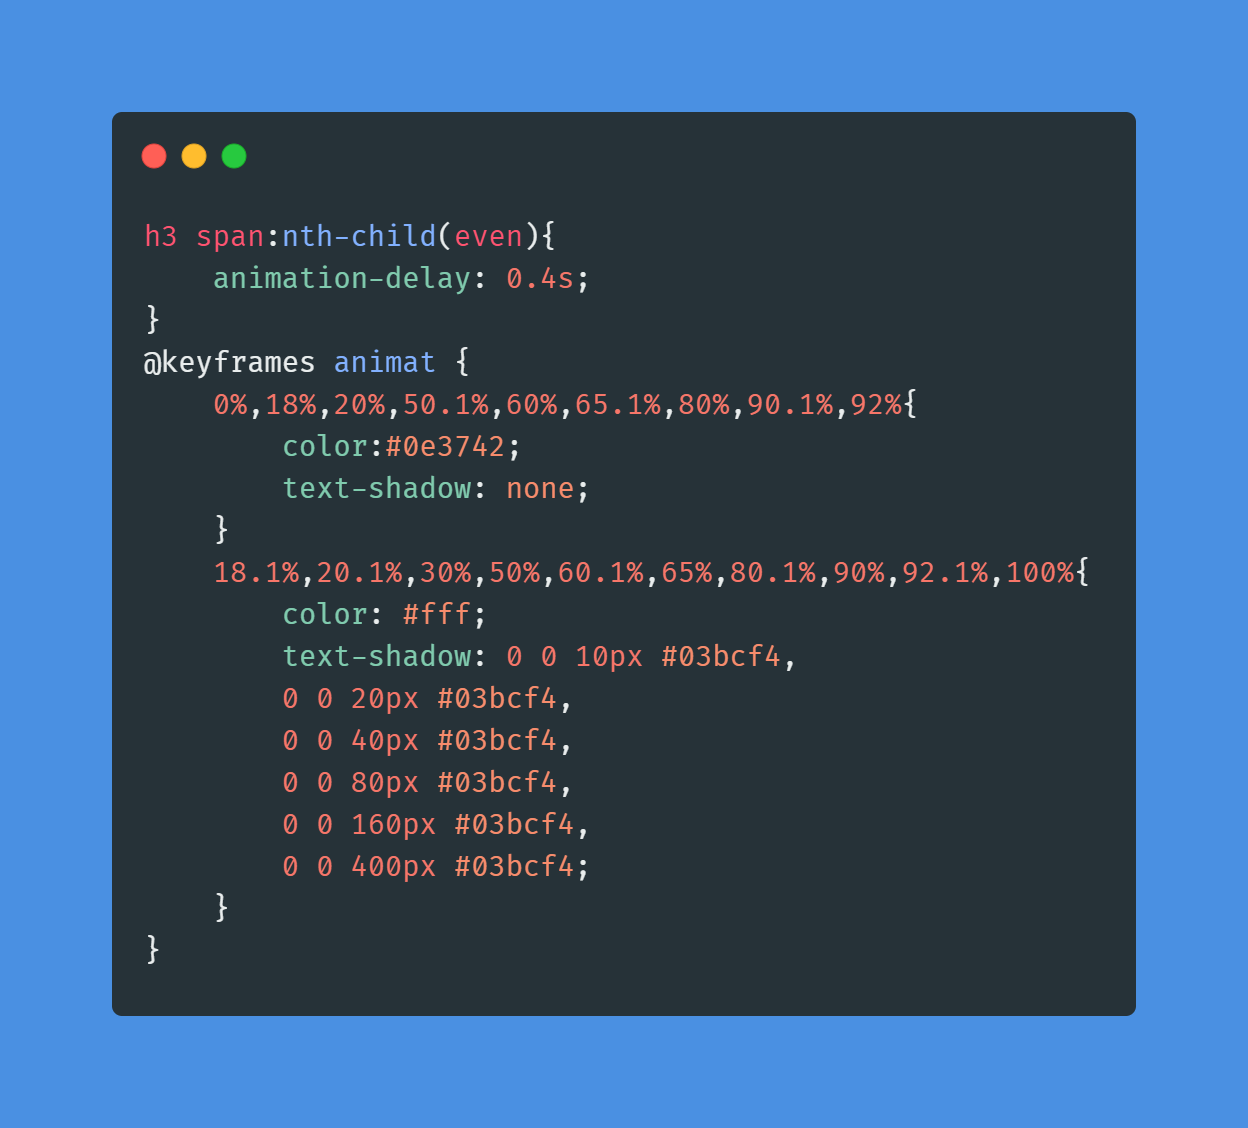 h3 span:nth-child(even){
    animation-delay: 0.4s;
}
@keyframes animat {
    0%,18%,20%,50.1%,60%,65.1%,80%,90.1%,92%{
        color:#0e3742;
        text-shadow: none;
    }
    18.1%,20.1%,30%,50%,60.1%,65%,80.1%,90%,92.1%,100%{
        color: #fff;
        text-shadow: 0 0 10px #03bcf4,
        0 0 20px #03bcf4,
        0 0 40px #03bcf4,
        0 0 80px #03bcf4,
        0 0 160px #03bcf4,
        0 0 400px #03bcf4;
    }
}